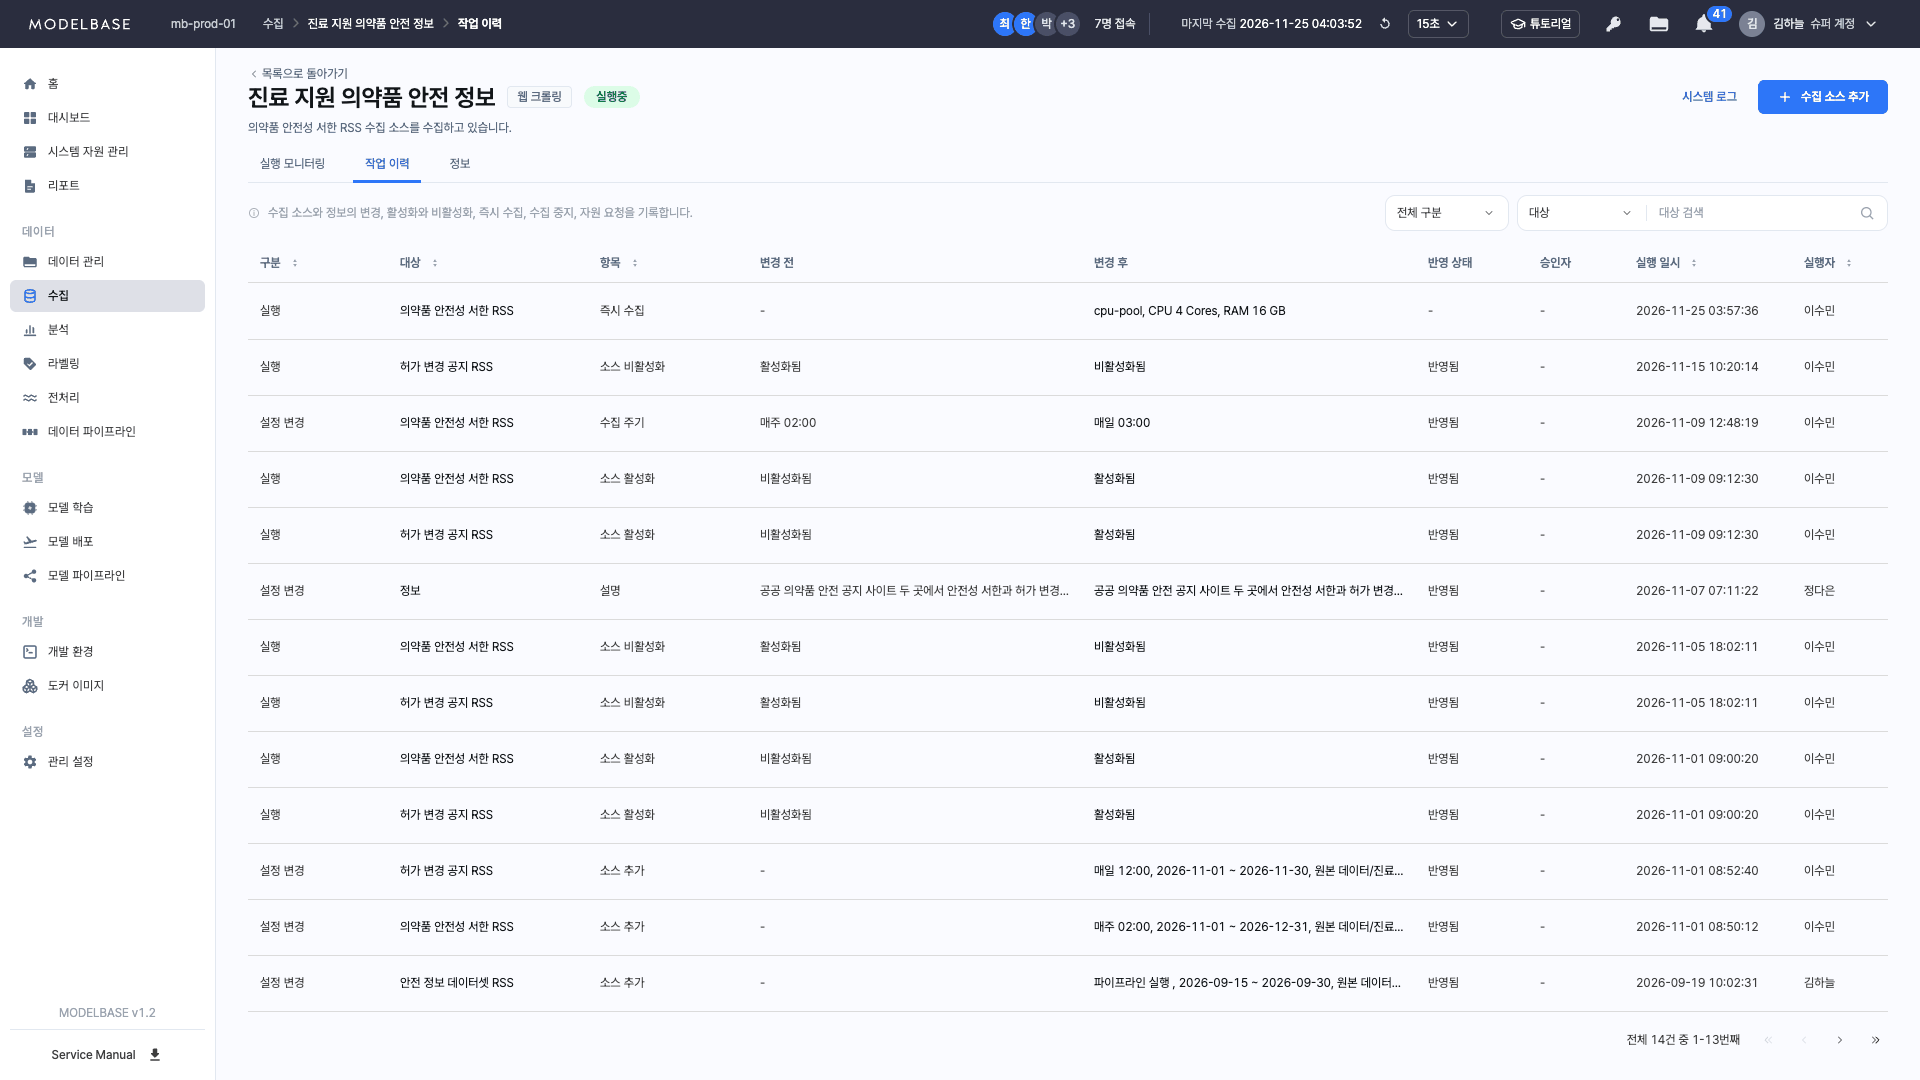 MODELBASE
mb-prod-01
수집 > 진료 지원 의약품 안전 정보 > 작업 이력
최 한 박 +3 7명 접속
마지막 수집 2026-11-25 04:03:52
15초
튜토리얼
41
김 김하늘 슈퍼 계정
홈
대시보드
시스템 자원 관리
리포트
데이터
데이터 관리
수집
분석
라벨링
전처리
데이터 파이프라인
모델
모델 학습
모델 배포
모델 파이프라인
개발
개발 환경
도커 이미지
설정
관리 설정
MODELBASE v1.2
Service Manual
목록으로 돌아가기
진료 지원 의약품 안전 정보 웹 크롤링 실행중
시스템 로그
+ 수집 소스 추가
의약품 안전성 서한 RSS 수집 소스를 수집하고 있습니다.
실행 모니터링 작업 이력 정보
수집 소스와 정보의 변경, 활성화와 비활성화, 즉시 수집, 수집 중지, 자원 요청을 기록합니다.
전체 구분 대상 대상 검색
구분 대상 항목 변경 전 변경 후 반영 상태 승인자 실행 일시 실행자
실행 의약품 안전성 서한 RSS 즉시 수집 - cpu-pool, CPU 4 Cores, RAM 16 GB - - 2026-11-25 03:57:36 이수민
실행 허가 변경 공지 RSS 소스 비활성화 활성화됨 비활성화됨 반영됨 - 2026-11-15 10:20:14 이수민
설정 변경 의약품 안전성 서한 RSS 수집 주기 매주 02:00 매일 03:00 반영됨 - 2026-11-09 12:48:19 이수민
실행 의약품 안전성 서한 RSS 소스 활성화 비활성화됨 활성화됨 반영됨 - 2026-11-09 09:12:30 이수민
실행 허가 변경 공지 RSS 소스 활성화 비활성화됨 활성화됨 반영됨 - 2026-11-09 09:12:30 이수민
설정 변경 정보 설명 공공 의약품 안전 공지 사이트 두 곳에서 안전성 서한과 허가 변경... 공공 의약품 안전 공지 사이트 두 곳에서 안전성 서한과 허가 변경... 반영됨 - 2026-11-07 07:11:22 정다은
실행 의약품 안전성 서한 RSS 소스 비활성화 활성화됨 비활성화됨 반영됨 - 2026-11-05 18:02:11 이수민
실행 허가 변경 공지 RSS 소스 비활성화 활성화됨 비활성화됨 반영됨 - 2026-11-05 18:02:11 이수민
실행 의약품 안전성 서한 RSS 소스 활성화 비활성화됨 활성화됨 반영됨 - 2026-11-01 09:00:20 이수민
실행 허가 변경 공지 RSS 소스 활성화 비활성화됨 활성화됨 반영됨 - 2026-11-01 09:00:20 이수민
설정 변경 허가 변경 공지 RSS 소스 추가 - 매일 12:00, 2026-11-01 ~ 2026-11-30, 원본 데이터/진료... 반영됨 - 2026-11-01 08:52:40 이수민
설정 변경 의약품 안전성 서한 RSS 소스 추가 - 매주 02:00, 2026-11-01 ~ 2026-12-31, 원본 데이터/진료... 반영됨 - 2026-11-01 08:50:12 이수민
설정 변경 안전 정보 데이터셋 RSS 소스 추가 - 파이프라인 실행 , 2026-09-15 ~ 2026-09-30, 원본 데이터... 반영됨 - 2026-09-19 10:02:31 김하늘
전체 14건 중 1-13번째